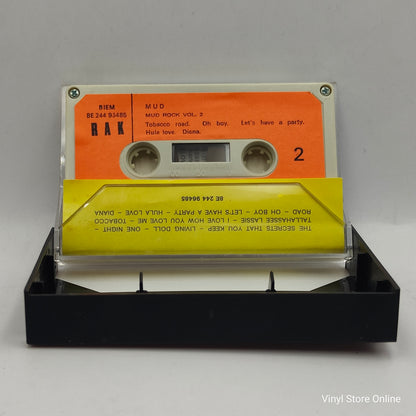 BIEM
BE 244 93485
RAK
MUD
MUD ROCK VOL. 2
Tobacco road. Oh boy. Let's have a party.
Hula love. Diana.
2
THE SECRETS THAT YOU KEEP – LIVING DOLL – ONE NIGHT –
TALLAHASSEE LASSIE – I LOVE HOW YOU LOVE ME – TOBACCO
ROAD – OH BOY – LET'S HAVE A PARTY – HULA LOVE – DIANA
BE 244 96485
Vinyl Store Online